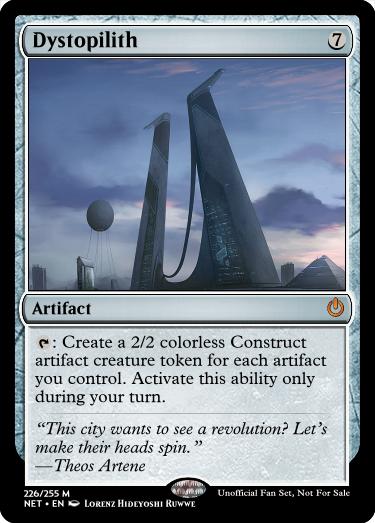 Dystopilith
7
Artifact
: Create a 2/2 colorless Construct
artifact creature token for each artifact
you control. Activate this ability only
during your turn.
“This city wants to see a revolution? Let’s
make their heads spin.”
—Theos Artene
226/255 M
NET • EN Lorenz Hideyoshi Ruwwe
Unofficial Fan Set, Not For Sale